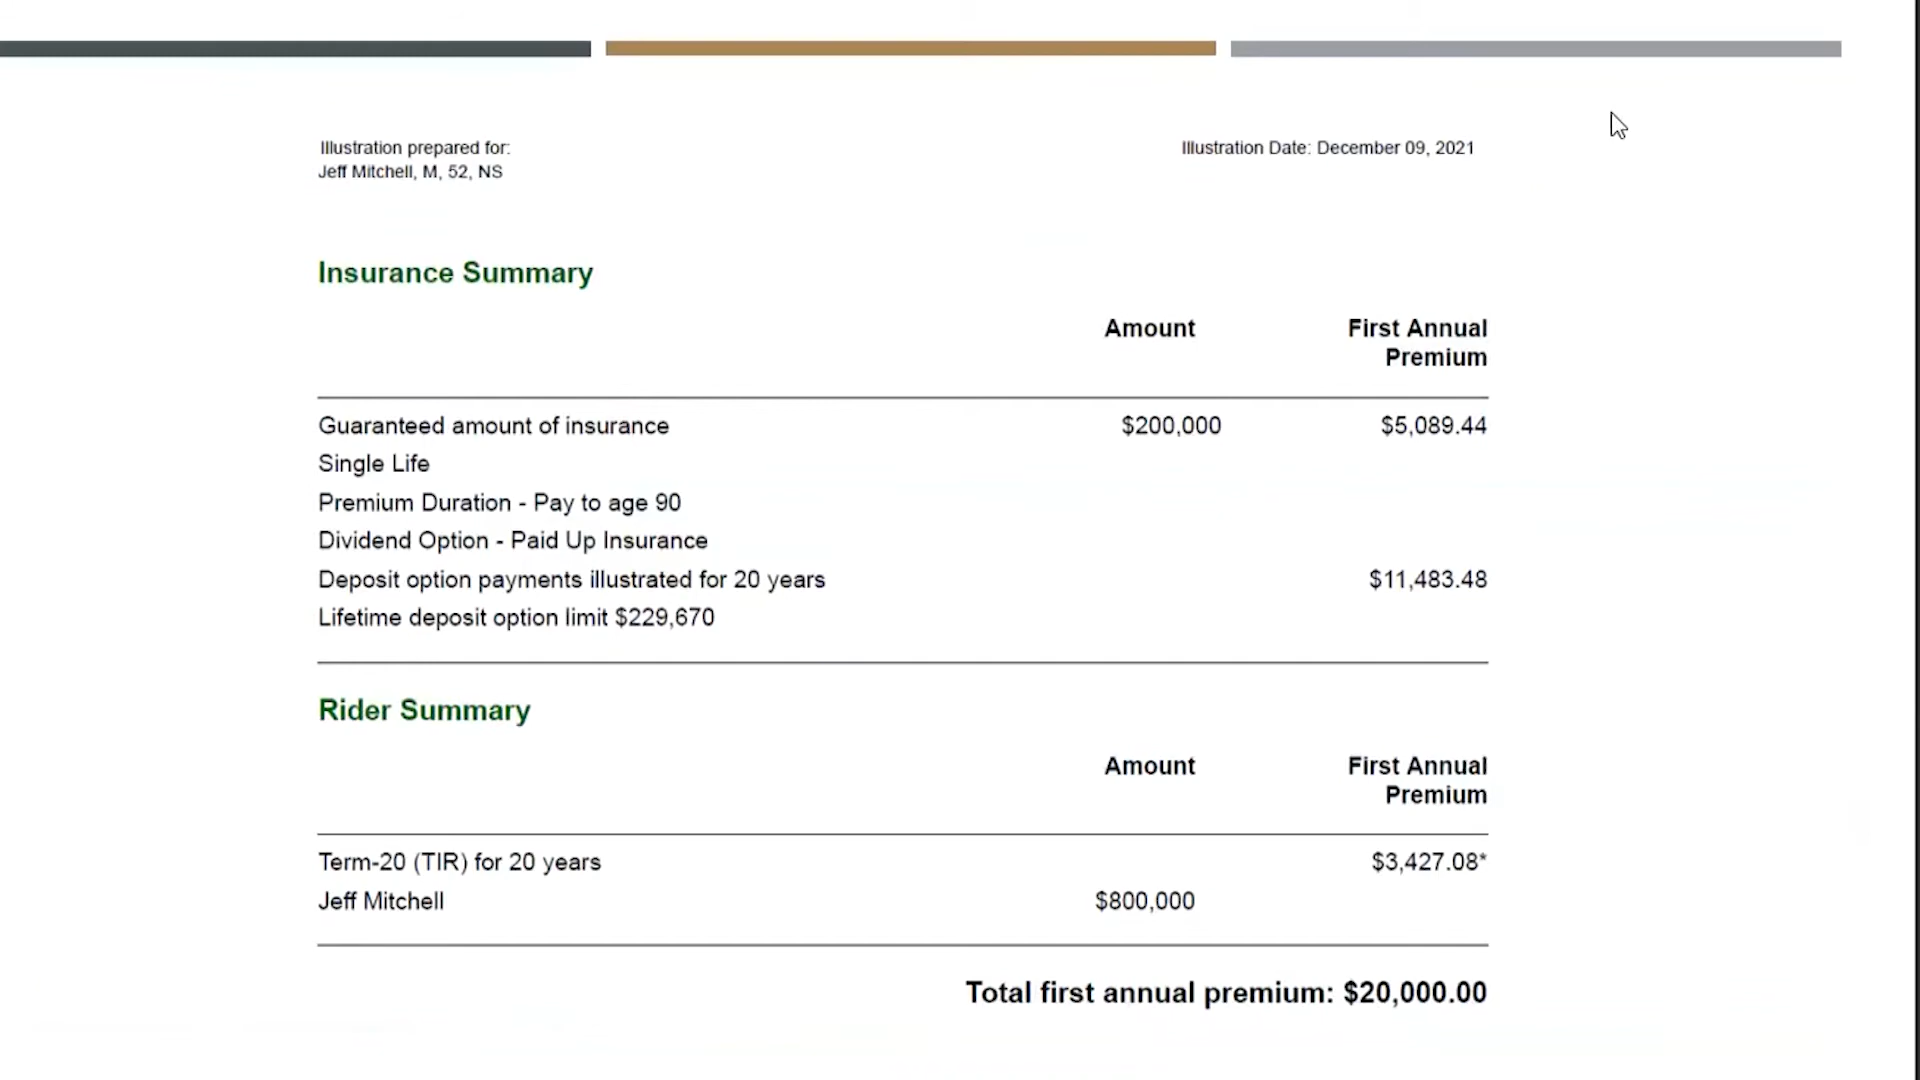 Illustration prepared for:
Jeff Mitchell, M, 52, NS
Illustration Date: December 09, 2021
Insurance Summary
Amount First Annual
Premium
Guaranteed amount of insurance $200,000 $5,089.44
Single Life
Premium Duration - Pay to age 90
Dividend Option - Paid Up Insurance
Deposit option payments illustrated for 20 years $11,483.48
Lifetime deposit option limit $229,670
Rider Summary
Amount First Annual
Premium
Term-20 (TIR) for 20 years $3,427.08*
Jeff Mitchell $800,000
Total first annual premium: $20,000.00